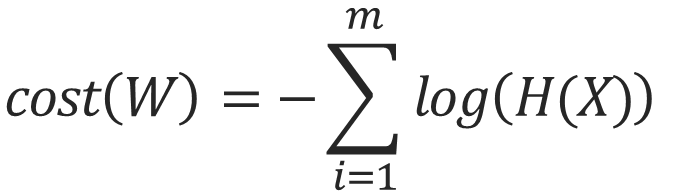 cost(W) = − ∑_{i=1}^{m} log(H(X))